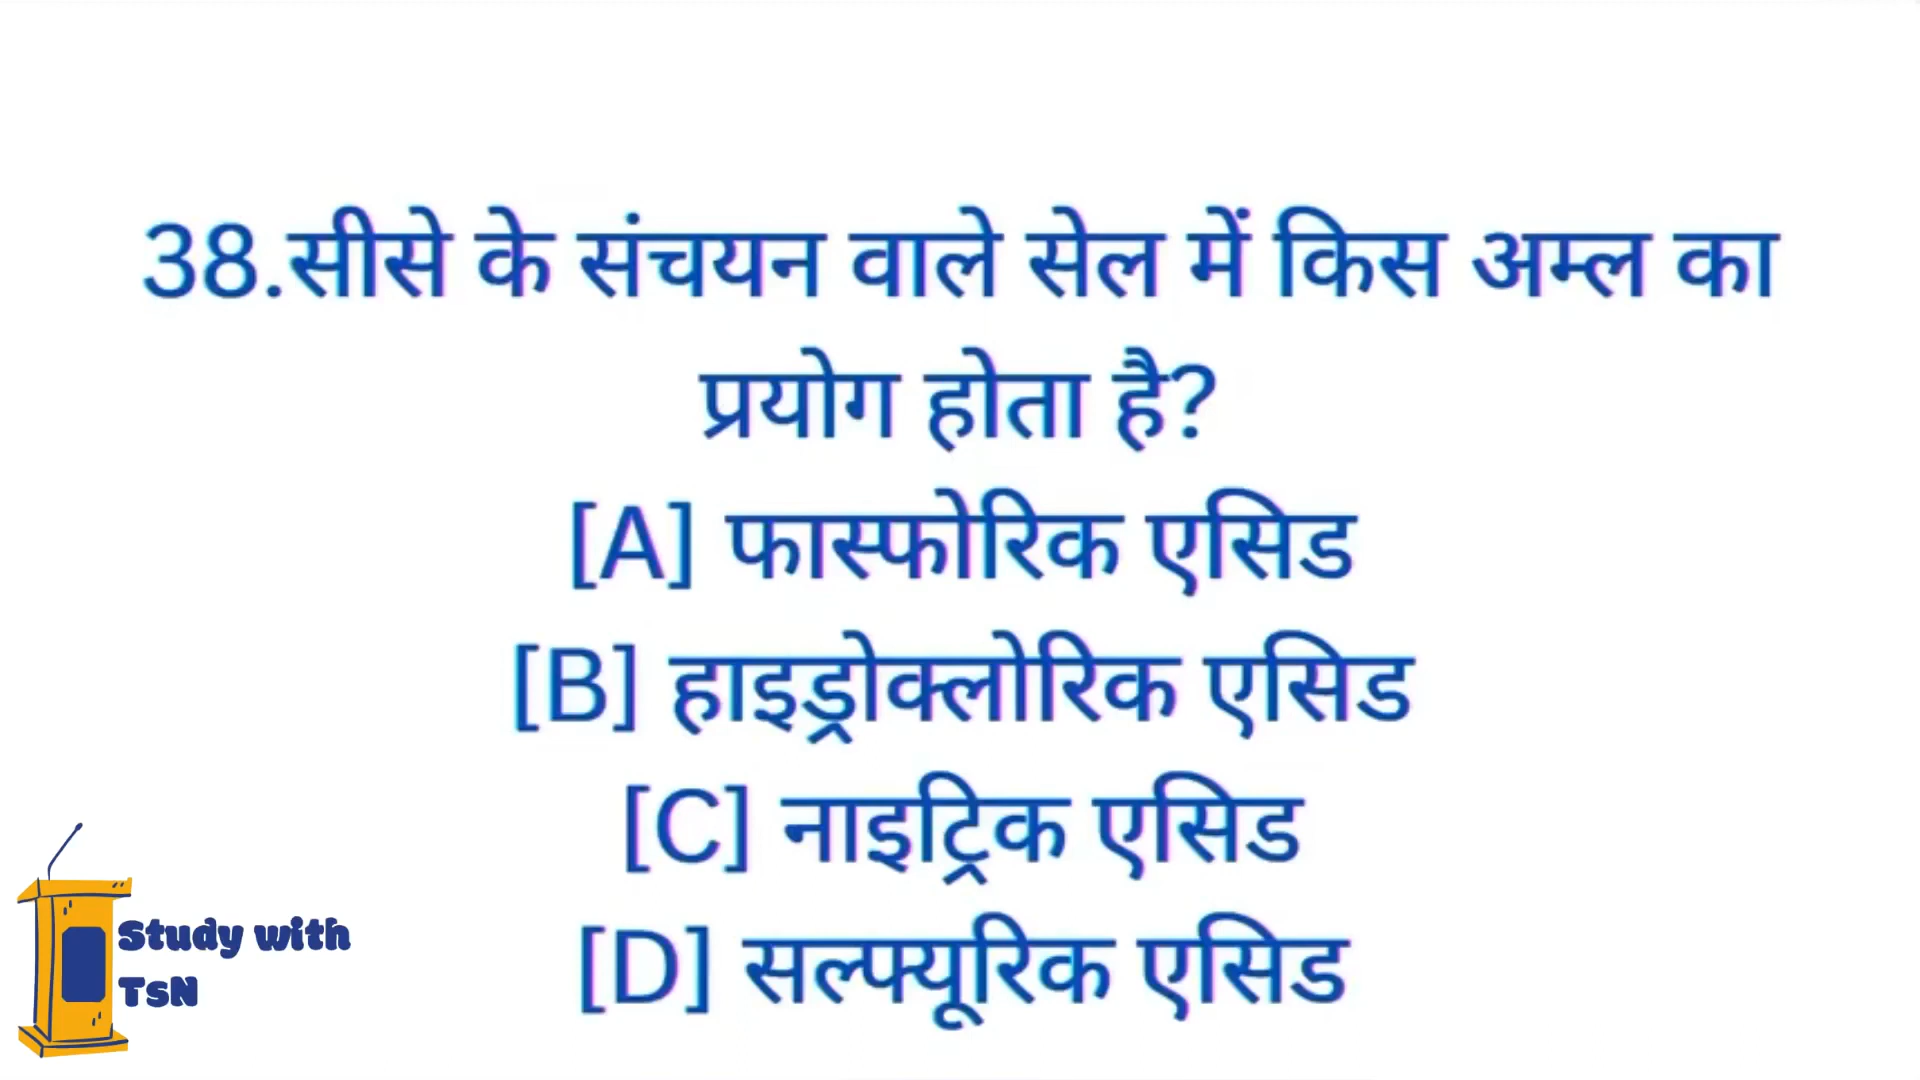 38.सीसे के संचयन वाले सेल में किस अम्ल का
प्रयोग होता है?
[A] फास्फोरिक एसिड
[B] हाइड्रोक्लोरिक एसिड
[C] नाइट्रिक एसिड
[D] सल्फ्यूरिक एसिड
Study with
TsN